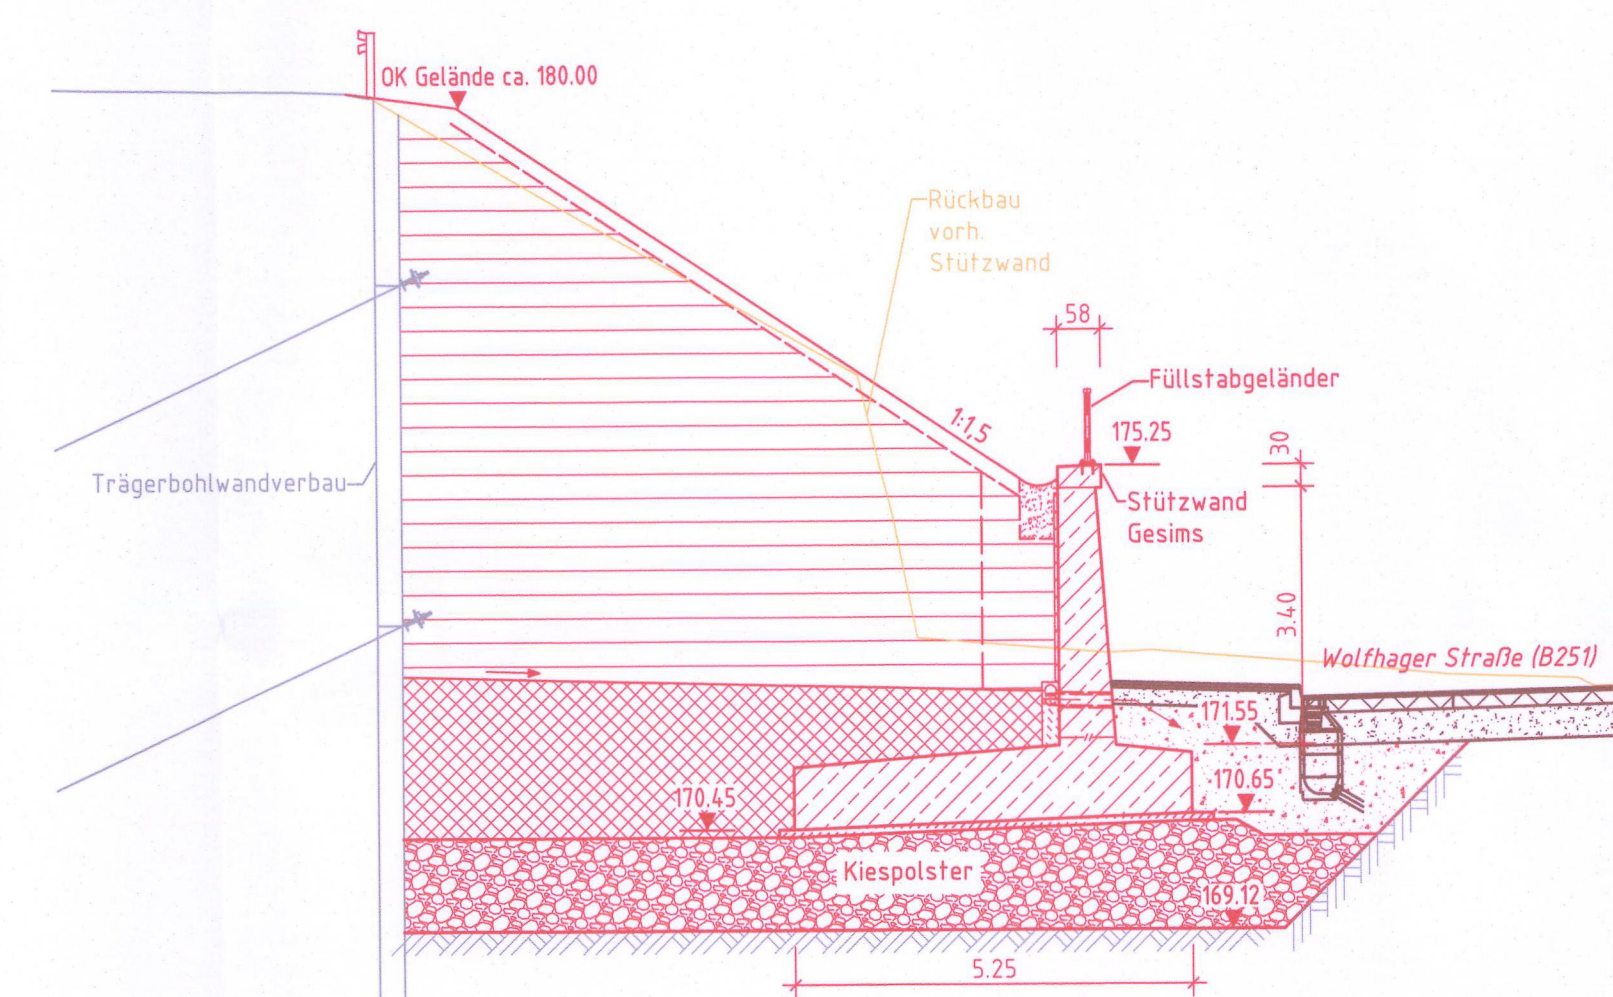 OK Gelände ca. 180.00
Rückbau
vorh.
Stützwand
58
Füllstabgeländer
1:1,5
175.25
30
Trägerbohlwandverbau
Stützwand
Gesims
3.40
Wolfhager Straße (B251)
171.55
170.65
170.45
Kiespolster
169.12
5.25